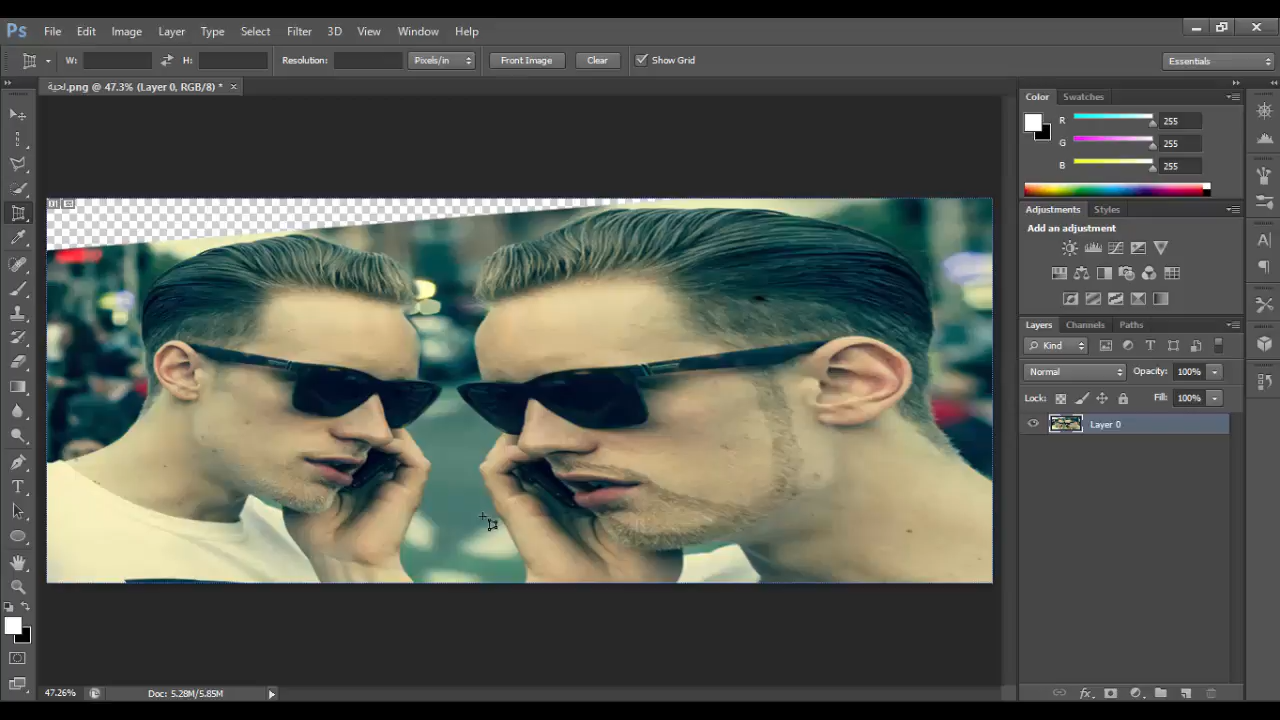 Ps File Edit Image Layer Type Select Filter 3D View Window Help
W: H: Resolution: Pixels/in Front Image Clear Show Grid Essentials
لحية.png @ 47.3% (Layer 0, RGB/8) *
Color Swatches
R 255
G 255
B 255
Adjustments Styles
Add an adjustment
Layers Channels Paths
Kind
Normal Opacity: 100%
Lock: Fill: 100%
Layer 0
47.26% Doc: 5.28M/5.85M